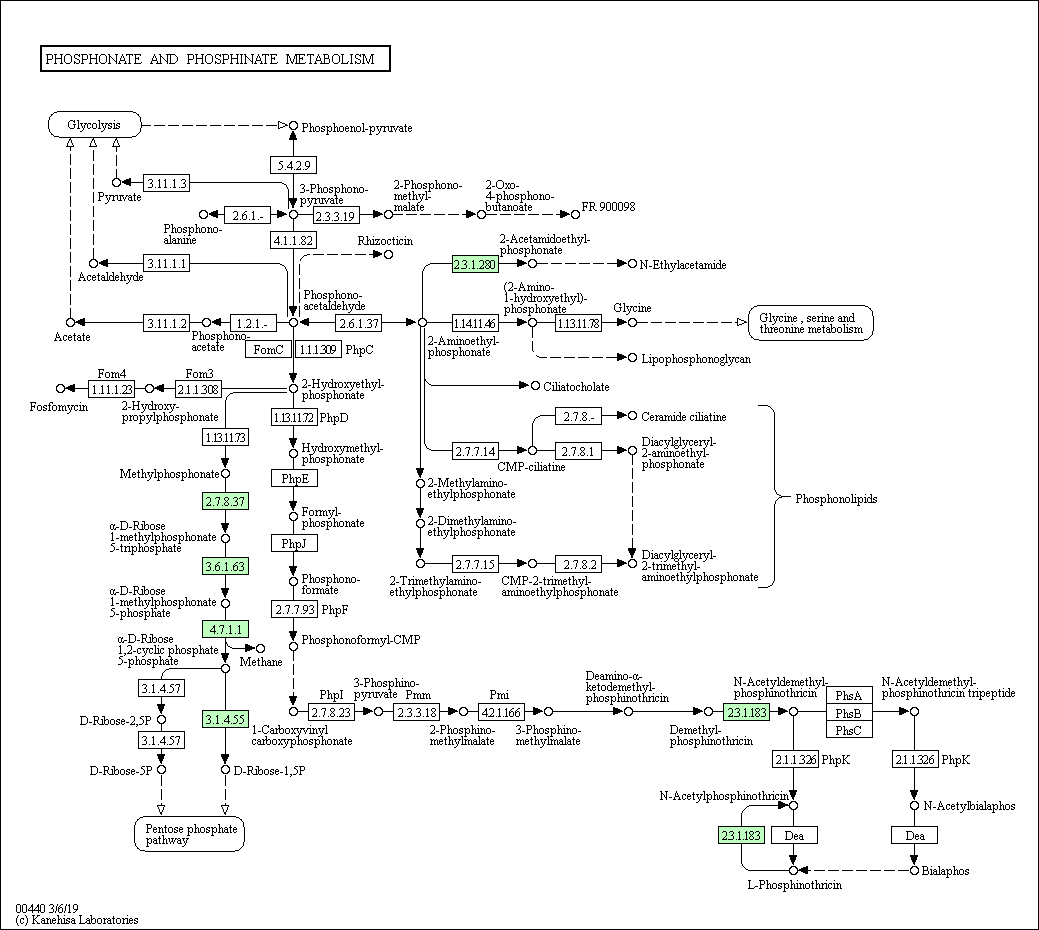 PHOSPHONATE AND PHOSPHINATE METABOLISM
Glycolysis
Phosphoenol-pyruvate
5.4.2.9
3.11.1.3
Pyruvate
3-Phosphono-
pyruvate
2-Phosphono-
methyl-
malate
2-Oxo-
4-phosphono-
butanoate
FR 900098
2.6.1.-
2.3.3.19
Phosphono-
alanine
4.1.1.82
Rhizocticin
3.11.1.1
Acetaldehyde
2-Acetamidoethyl-
phosphonate
2.3.1.280
N-Ethylacetamide
Phosphono-
acetaldehyde
(2-Amino-
1-hydroxyethyl)-
phosphonate
Glycine
3.11.1.2
1.2.1.-
2.6.1.37
1.14.11.46
1.13.11.78
Glycine , serine and
threonine metabolism
Acetate
Phosphono-
acetate
2-Aminoethyl-
phosphonate
FomC
1.1.1.309
PhpC
Lipophosphonoglycan
Fom4
Fom3
1.11.1.23
2.1.1.308
2-Hydroxyethyl-
phosphonate
Ciliatocholate
Fosfomycin
2-Hydroxy-
propylphosphonate
1.13.11.72
PhpD
2.7.8.-
Ceramide ciliatine
1.13.11.73
Hydroxymethyl-
phosphonate
2.7.7.14
2.7.8.1
Diacylglyceryl-
2-aminoethyl-
phosphonate
CMP-ciliatine
Methylphosphonate
PhpE
2-Methylamino-
ethylphosphonate
2.7.8.37
Phosphonolipids
Formyl-
phosphonate
2-Dimethylamino-
ethylphosphonate
α-D-Ribose
1-methylphosphonate
5-triphosphate
PhpJ
3.6.1.63
2.7.7.15
2.7.8.2
Diacylglyceryl-
2-trimethyl-
aminoethylphosphonate
Phosphono-
formate
2-Trimethylamino-
ethylphosphonate
CMP-2-trimethyl-
aminoethylphosphonate
α-D-Ribose
1-methylphosphonate
5-phosphate
2.7.7.93
PhpF
4.7.1.1
α-D-Ribose
1,2-cyclic phosphate
5-phosphate
Methane
Phosphonoformyl-CMP
3.1.4.57
3-Phosphino-
pyruvate
Deamino-α-
ketodemethyl-
phosphinothricin
N-Acetyldemethyl-
phosphinothricin
N-Acetyldemethyl-
phosphinothricin tripeptide
PhpI
Pmm
Pmi
PhsA
D-Ribose-2,5P
3.1.4.55
2.7.8.23
2.3.3.18
4.2.1.166
2.3.1.183
PhsB
PhsC
1-Carboxyvinyl
carboxyphosphonate
2-Phosphino-
methylmalate
3-Phosphino-
methylmalate
Demethyl-
phosphinothricin
3.1.4.57
2.1.1.326
PhpK
2.1.1.326
PhpK
D-Ribose-5P
D-Ribose-1,5P
N-Acetylphosphinothricin
N-Acetylbialaphos
Pentose phosphate
pathway
2.3.1.183
Dea
Dea
Bialaphos
L-Phosphinothricin
00440 3/6/19
(c) Kanehisa Laboratories